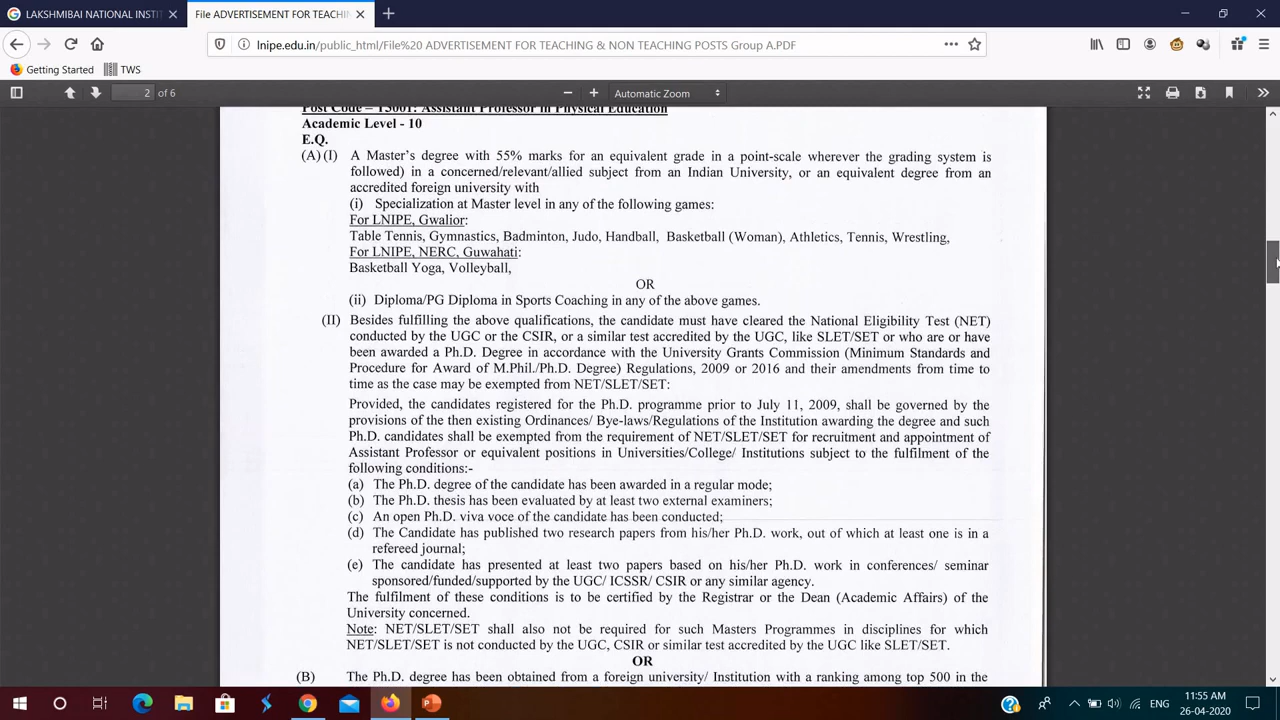 LAKSHMIBAI NATIONAL INSTIT
File ADVERTISEMENT FOR TEACHIN
lnipe.edu.in/public_html/File%20 ADVERTISEMENT FOR TEACHING & NON TEACHING POSTS Group A.PDF
Getting Started
TWS
2 of 6
Automatic Zoom
Post Code – TS001: Assistant Professor in Physical Education
Academic Level - 10
E.Q.
(A) (I) A Master's degree with 55% marks for an equivalent grade in a point-scale wherever the grading system is
followed) in a concerned/relevant/allied subject from an Indian University, or an equivalent degree from an
accredited foreign university with
(i) Specialization at Master level in any of the following games:
For LNIPE, Gwalior:
Table Tennis, Gymnastics, Badminton, Judo, Handball, Basketball (Woman), Athletics, Tennis, Wrestling,
For LNIPE, NERC, Guwahati:
Basketball Yoga, Volleyball,
OR
(ii) Diploma/PG Diploma in Sports Coaching in any of the above games.
(II) Besides fulfilling the above qualifications, the candidate must have cleared the National Eligibility Test (NET)
conducted by the UGC or the CSIR, or a similar test accredited by the UGC, like SLET/SET or who are or have
been awarded a Ph.D. Degree in accordance with the University Grants Commission (Minimum Standards and
Procedure for Award of M.Phil./Ph.D. Degree) Regulations, 2009 or 2016 and their amendments from time to
time as the case may be exempted from NET/SLET/SET:
Provided, the candidates registered for the Ph.D. programme prior to July 11, 2009, shall be governed by the
provisions of the then existing Ordinances/ Bye-laws/Regulations of the Institution awarding the degree and such
Ph.D. candidates shall be exempted from the requirement of NET/SLET/SET for recruitment and appointment of
Assistant Professor or equivalent positions in Universities/College/ Institutions subject to the fulfilment of the
following conditions:-
(a) The Ph.D. degree of the candidate has been awarded in a regular mode;
(b) The Ph.D. thesis has been evaluated by at least two external examiners;
(c) An open Ph.D. viva voce of the candidate has been conducted;
(d) The Candidate has published two research papers from his/her Ph.D. work, out of which at least one is in a
refereed journal;
(e) The candidate has presented at least two papers based on his/her Ph.D. work in conferences/ seminar
sponsored/funded/supported by the UGC/ ICSSR/ CSIR or any similar agency.
The fulfilment of these conditions is to be certified by the Registrar or the Dean (Academic Affairs) of the
University concerned.
Note: NET/SLET/SET shall also not be required for such Masters Programmes in disciplines for which
NET/SLET/SET is not conducted by the UGC, CSIR or similar test accredited by the UGC like SLET/SET.
OR
(B) The Ph.D. degree has been obtained from a foreign university/ Institution with a ranking among top 500 in the
ENG
11:55 AM
26-04-2020